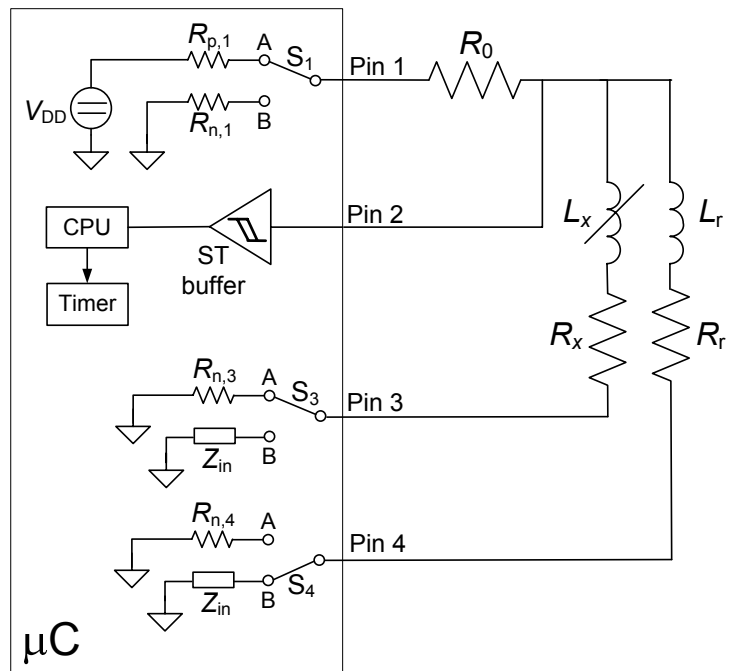 R_p,1
A
S_1
Pin 1
R_0
V_DD
R_n,1
B
Pin 2
CPU
ST
buffer
Timer
L_x
L_r
R_x
R_r
R_n,3
A
S_3
Pin 3
Z_in
B
R_n,4
A
Pin 4
Z_in
B
S_4
μC